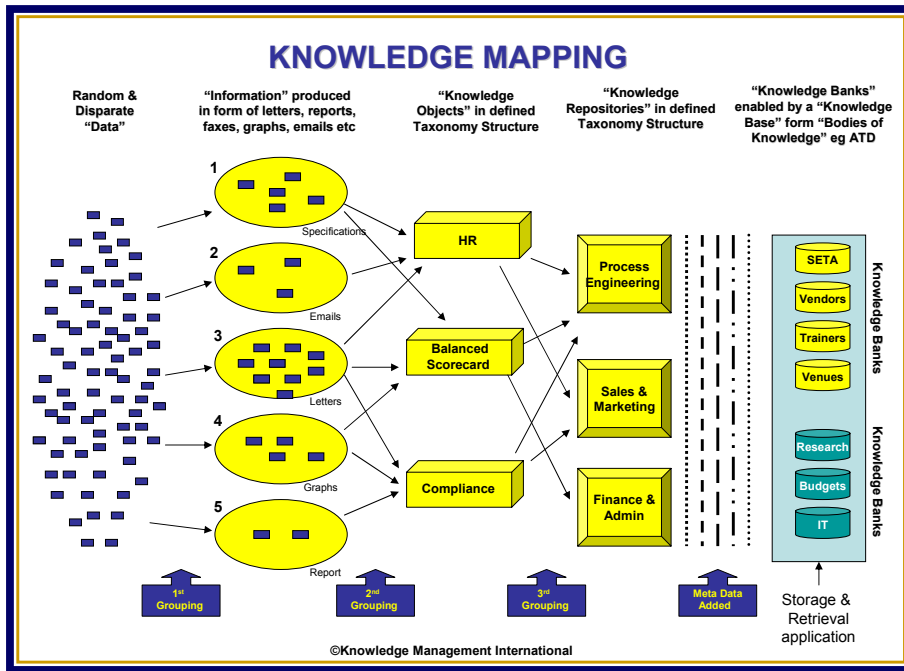 KNOWLEDGE MAPPING
Random &
Disparate
“Data”
“Information” produced
in form of letters, reports,
faxes, graphs, emails etc
“Knowledge
Objects” in defined
Taxonomy Structure
“Knowledge
Repositories” in defined
Taxonomy Structure
“Knowledge Banks”
enabled by a “Knowledge
Base” form “Bodies of
Knowledge” eg ATD
1
Specifications
2
Emails
3
Letters
4
Graphs
5
Report
HR
Balanced
Scorecard
Compliance
Process
Engineering
Sales &
Marketing
Finance &
Admin
SETA
Vendors
Trainers
Venues
Knowledge Banks
Research
Budgets
IT
Knowledge Banks
1st
Grouping
2nd
Grouping
3rd
Grouping
Meta Data
Added
Storage &
Retrieval
application
©Knowledge Management International